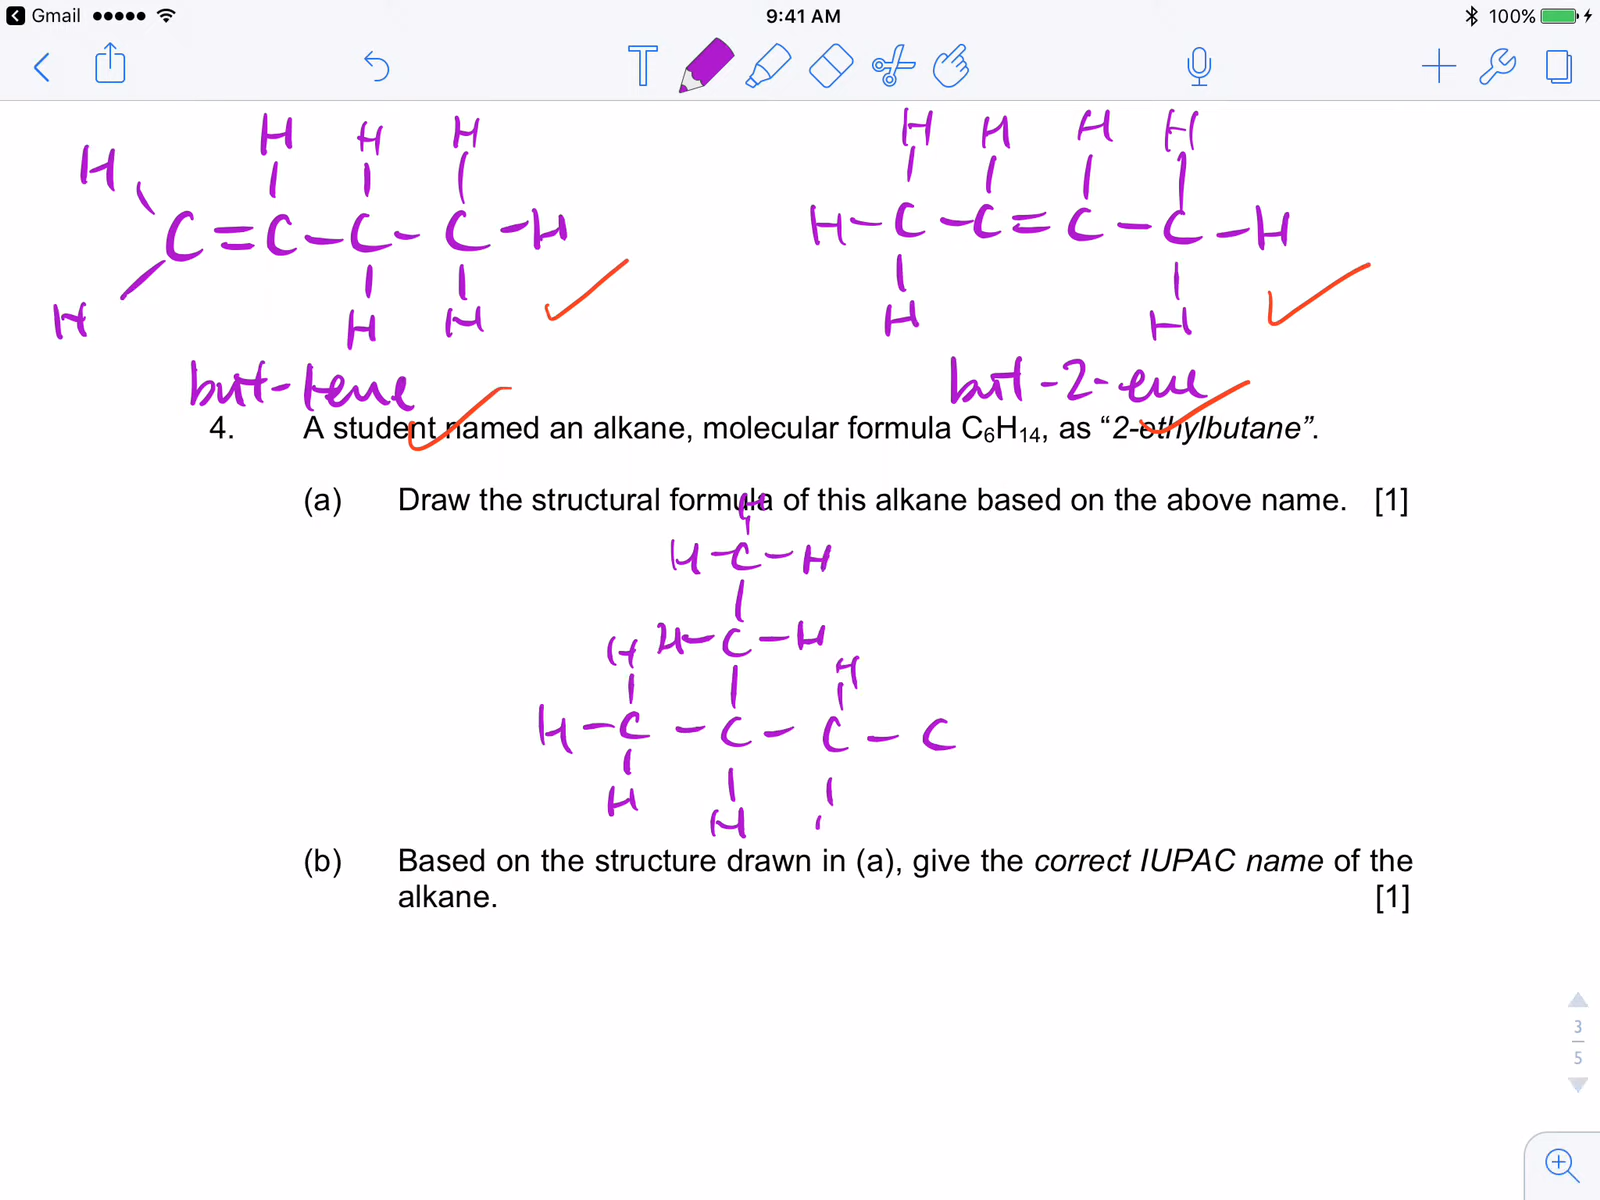 Gmail 9:41 AM 100%
T
H H H H H H H H
C=C-C-C-H H-C-C=C-C-H
H H H H H
but-1ene but-2-ene
4. A student named an alkane, molecular formula C6H14, as “2-ethylbutane”.
(a) Draw the structural formula of this alkane based on the above name. [1]
H
H-C-H
H H-C-H H
H-C-C-C-C
H H
(b) Based on the structure drawn in (a), give the correct IUPAC name of the
alkane. [1]
3
5